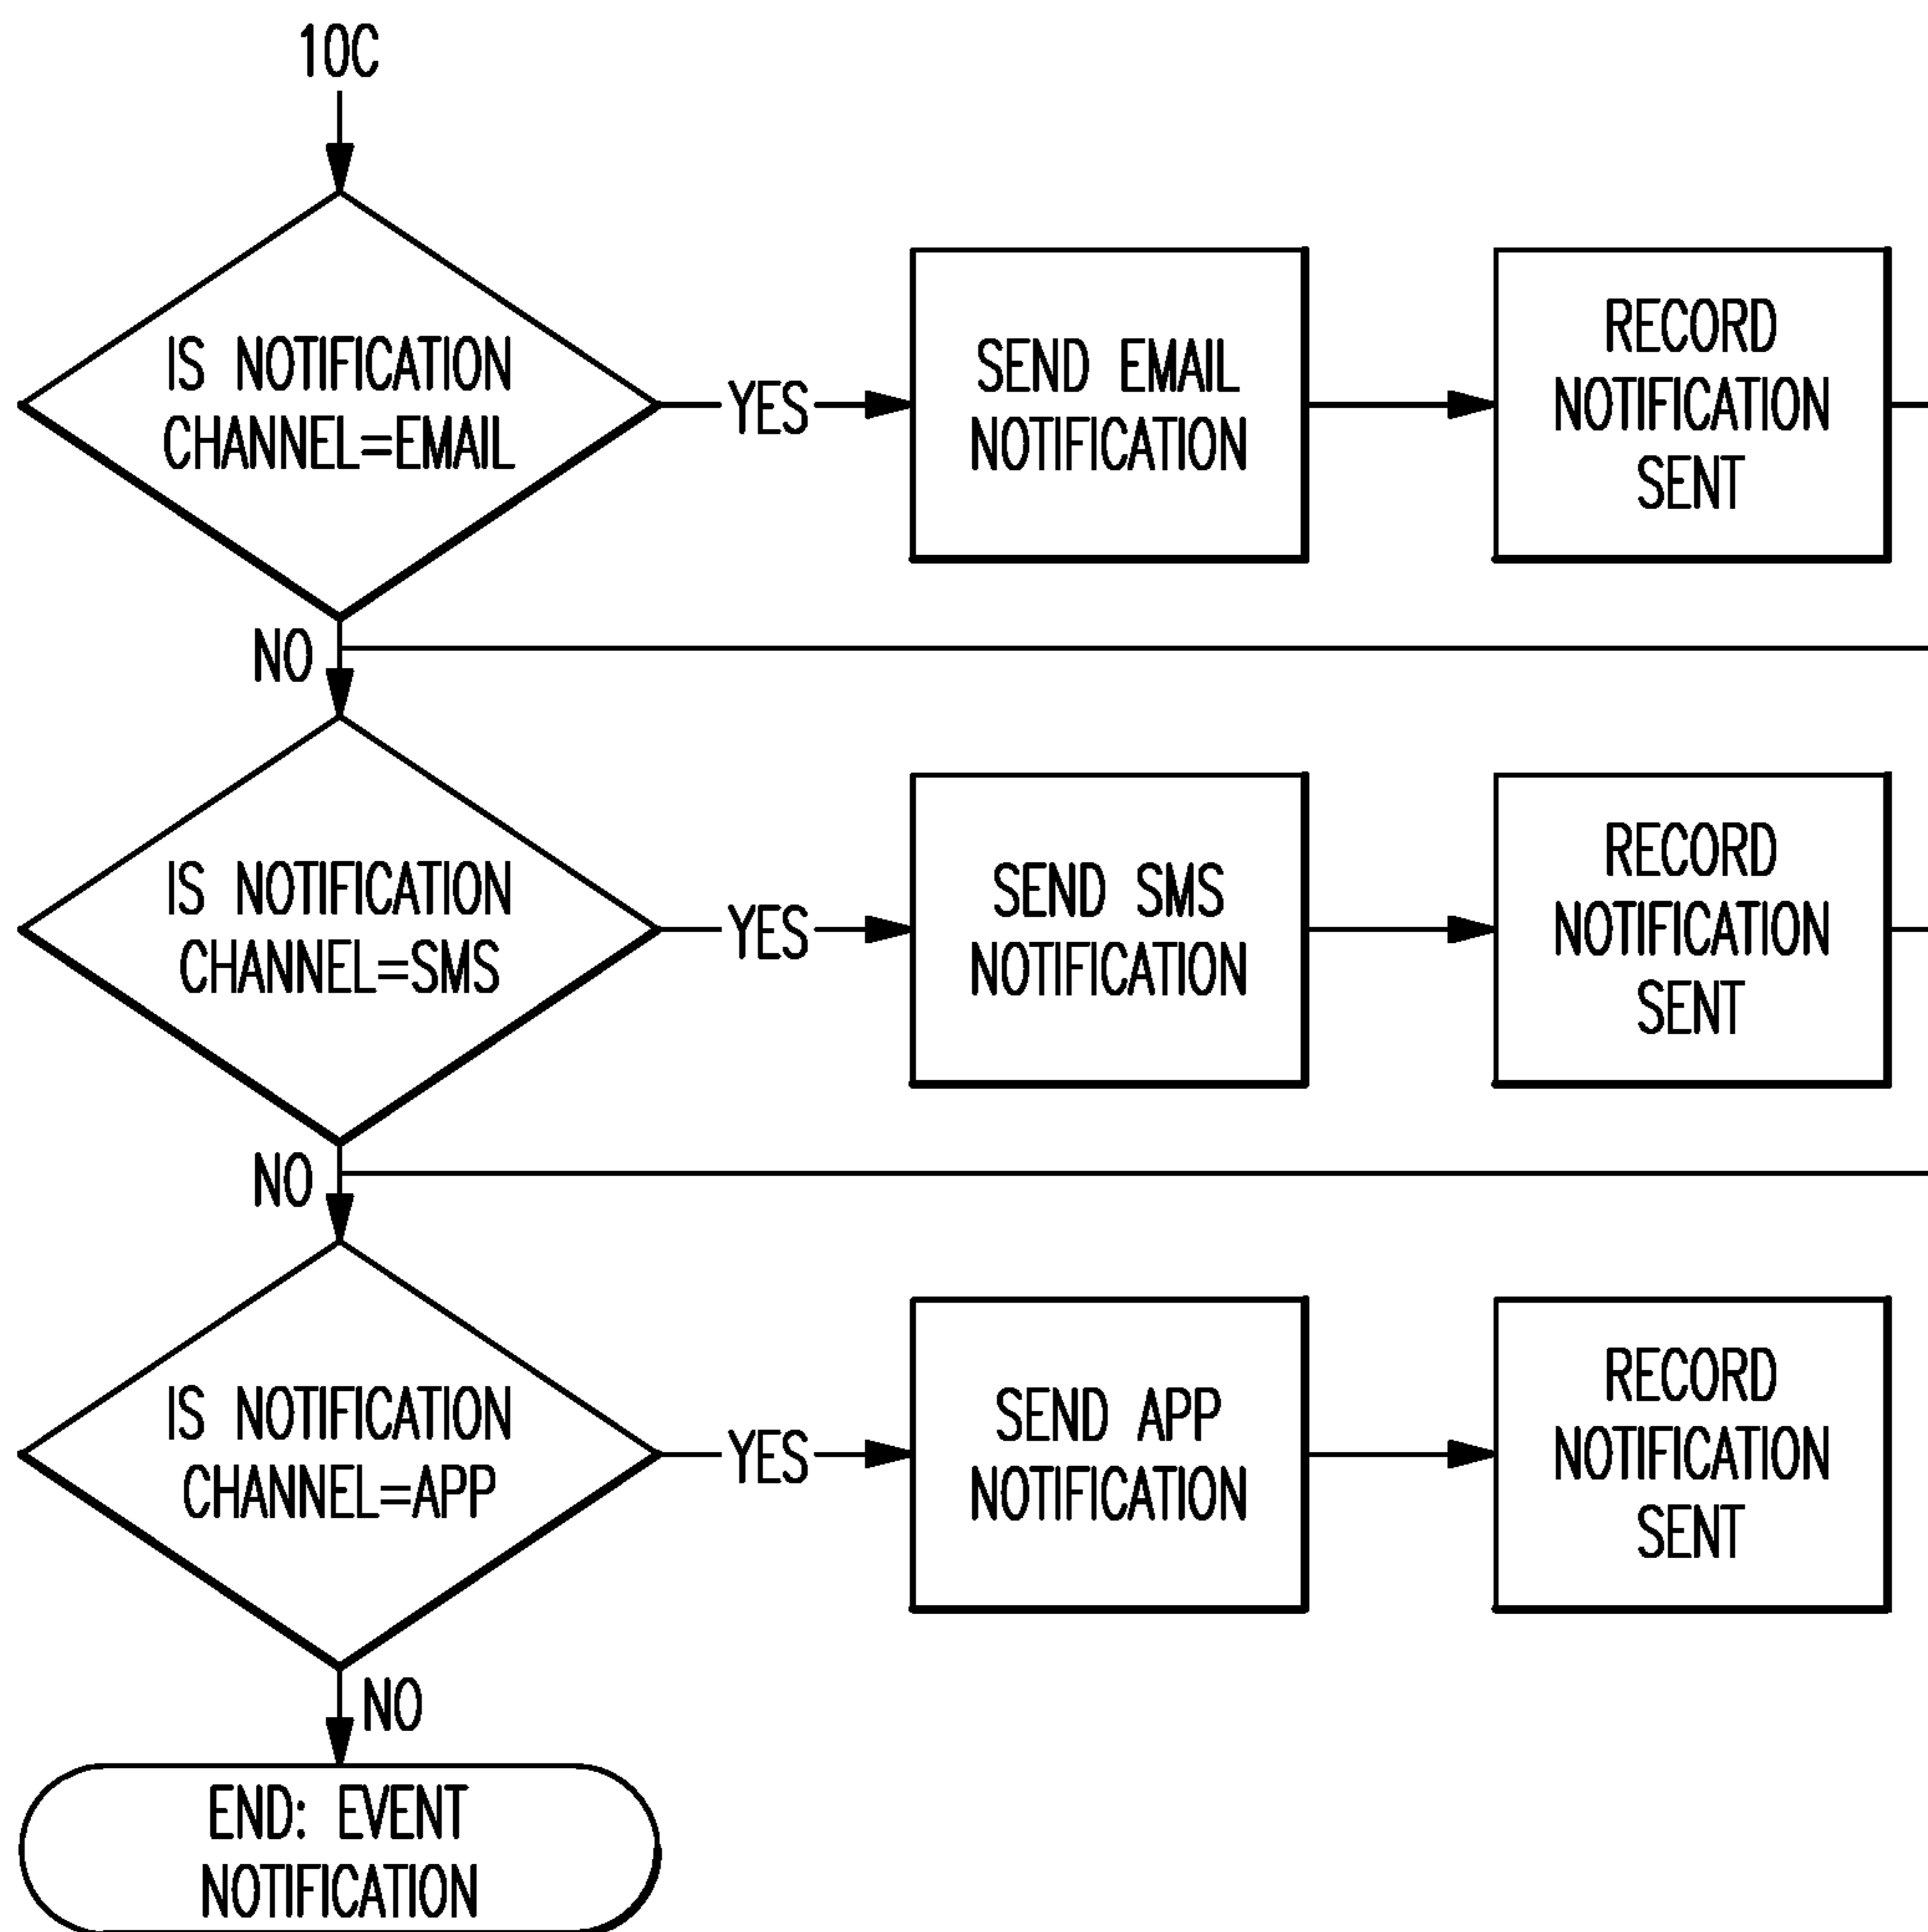 10C
IS NOTIFICATION
CHANNEL=EMAIL
YES
SEND EMAIL
NOTIFICATION
RECORD
NOTIFICATION
SENT
NO
IS NOTIFICATION
CHANNEL=SMS
YES
SEND SMS
NOTIFICATION
RECORD
NOTIFICATION
SENT
NO
IS NOTIFICATION
CHANNEL=APP
YES
SEND APP
NOTIFICATION
RECORD
NOTIFICATION
SENT
NO
END: EVENT
NOTIFICATION